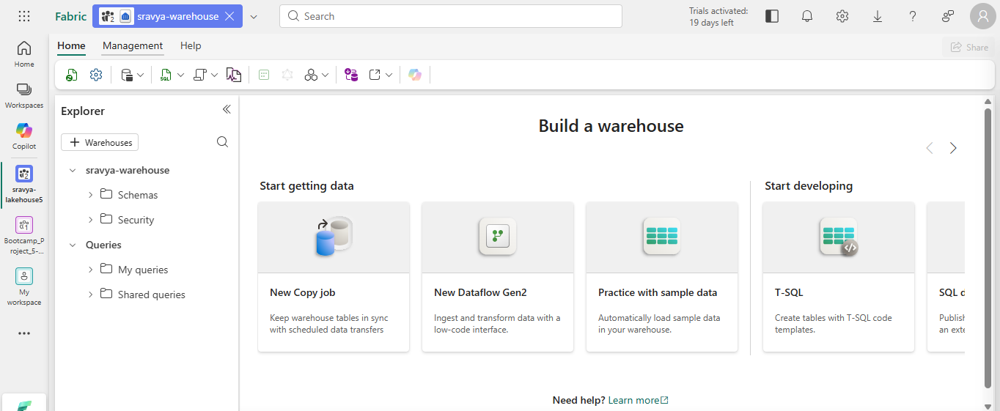 Fabric
2
sravya-warehouse
Search
Trials activated:
19 days left
Home
Management
Help
Share
SQL
Home
Workspaces
Copilot
2
sravya-
lakehouse5
1
Bootcamp_P
roject_5-...
My
workspace
Explorer
Warehouses
sravya-warehouse
Schemas
Security
Queries
My queries
Shared queries
Build a warehouse
Start getting data
New Copy job
Keep warehouse tables in sync
with scheduled data transfers
New Dataflow Gen2
Ingest and transform data with a
low-code interface.
Practice with sample data
Automatically load sample data
in your warehouse.
Start developing
T-SQL
Create tables with T-SQL code
templates.
SQL
an
Need help? Learn more